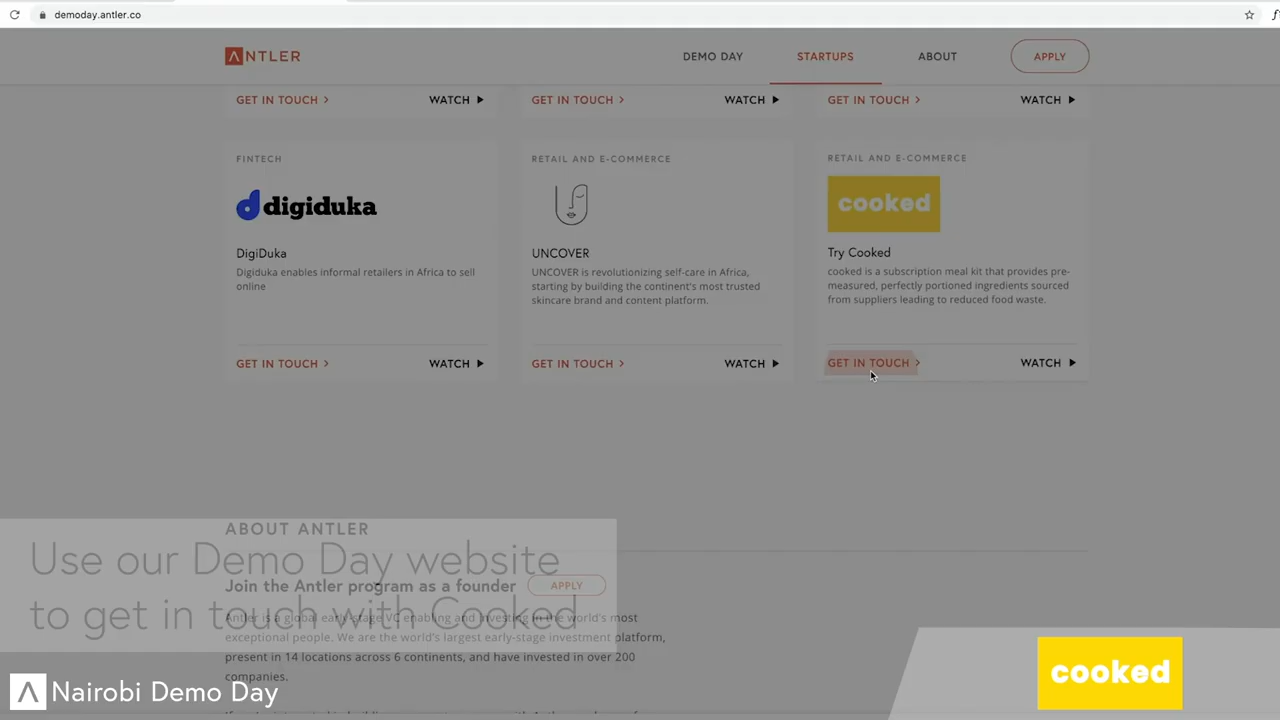 demoday.antler.co
ANTLER
DEMO DAY
STARTUPS
ABOUT
APPLY
GET IN TOUCH >
WATCH
GET IN TOUCH >
WATCH
GET IN TOUCH >
WATCH
FINTECH
digiduka
DigiDuka
Digiduka enables informal retailers in Africa to sell
online
GET IN TOUCH >
WATCH
RETAIL AND E-COMMERCE
UNCOVER
UNCOVER is revolutionizing self-care in Africa,
starting by building the continent's most trusted
skincare brand and content platform.
GET IN TOUCH >
WATCH
RETAIL AND E-COMMERCE
cooked
Try Cooked
cooked is a subscription meal kit that provides pre-
measured, perfectly portioned ingredients sourced
from suppliers leading to reduced food waste.
GET IN TOUCH >
WATCH
ABOUT ANTLER
Use our Demo Day website
to get in touch with Cooked
Join the Antler program as a founder
APPLY
Antler is a global early-stage VC enabling and investing in the world's most
exceptional people. We are the world's largest early-stage investment platform,
present in 14 locations across 6 continents, and have invested in over 200
companies.
Nairobi Demo Day
cooked